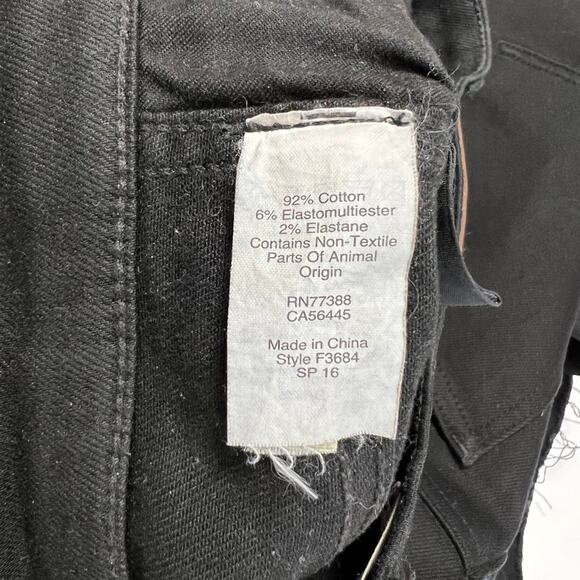 92% Cotton
6% Elastomultiester
2% Elastane
Contains Non-Textile
Parts Of Animal
Origin
RN77388
CA56445
Made in China
Style F3684
SP 16